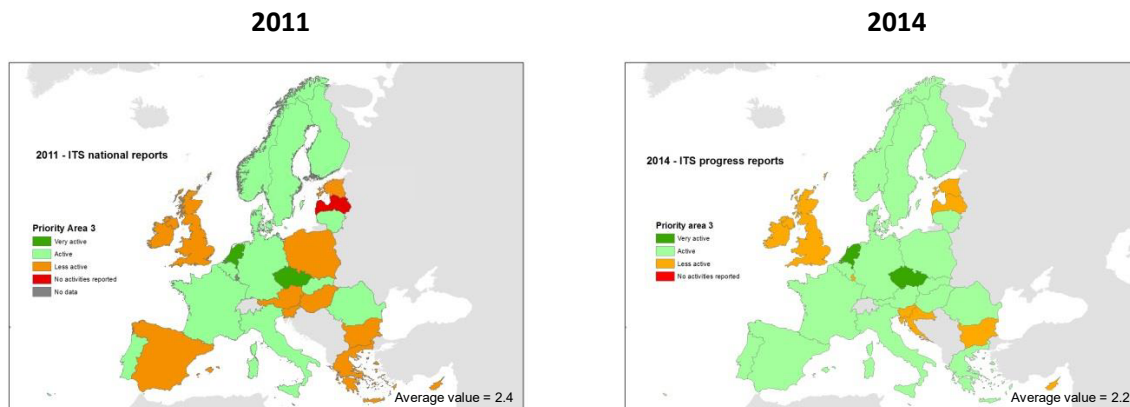 2011
2014
2011 - ITS national reports
Priority Area 3
Very active
Active
Less active
No activities reported
No data
Average value = 2.4
2014 - ITS progress reports
Priority area 3
Very active
Active
Less active
No activities reported
Average value = 2.2